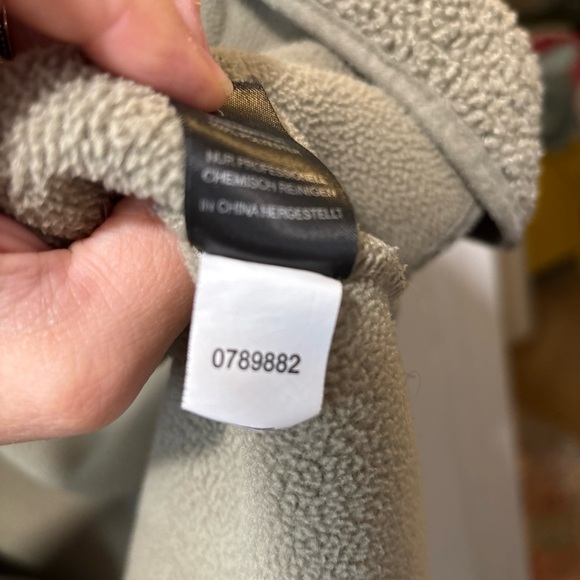 NUR PROFESSIONELL
CHEMISCH REINIGEN
IN CHINA HERGESTELLT
0789882